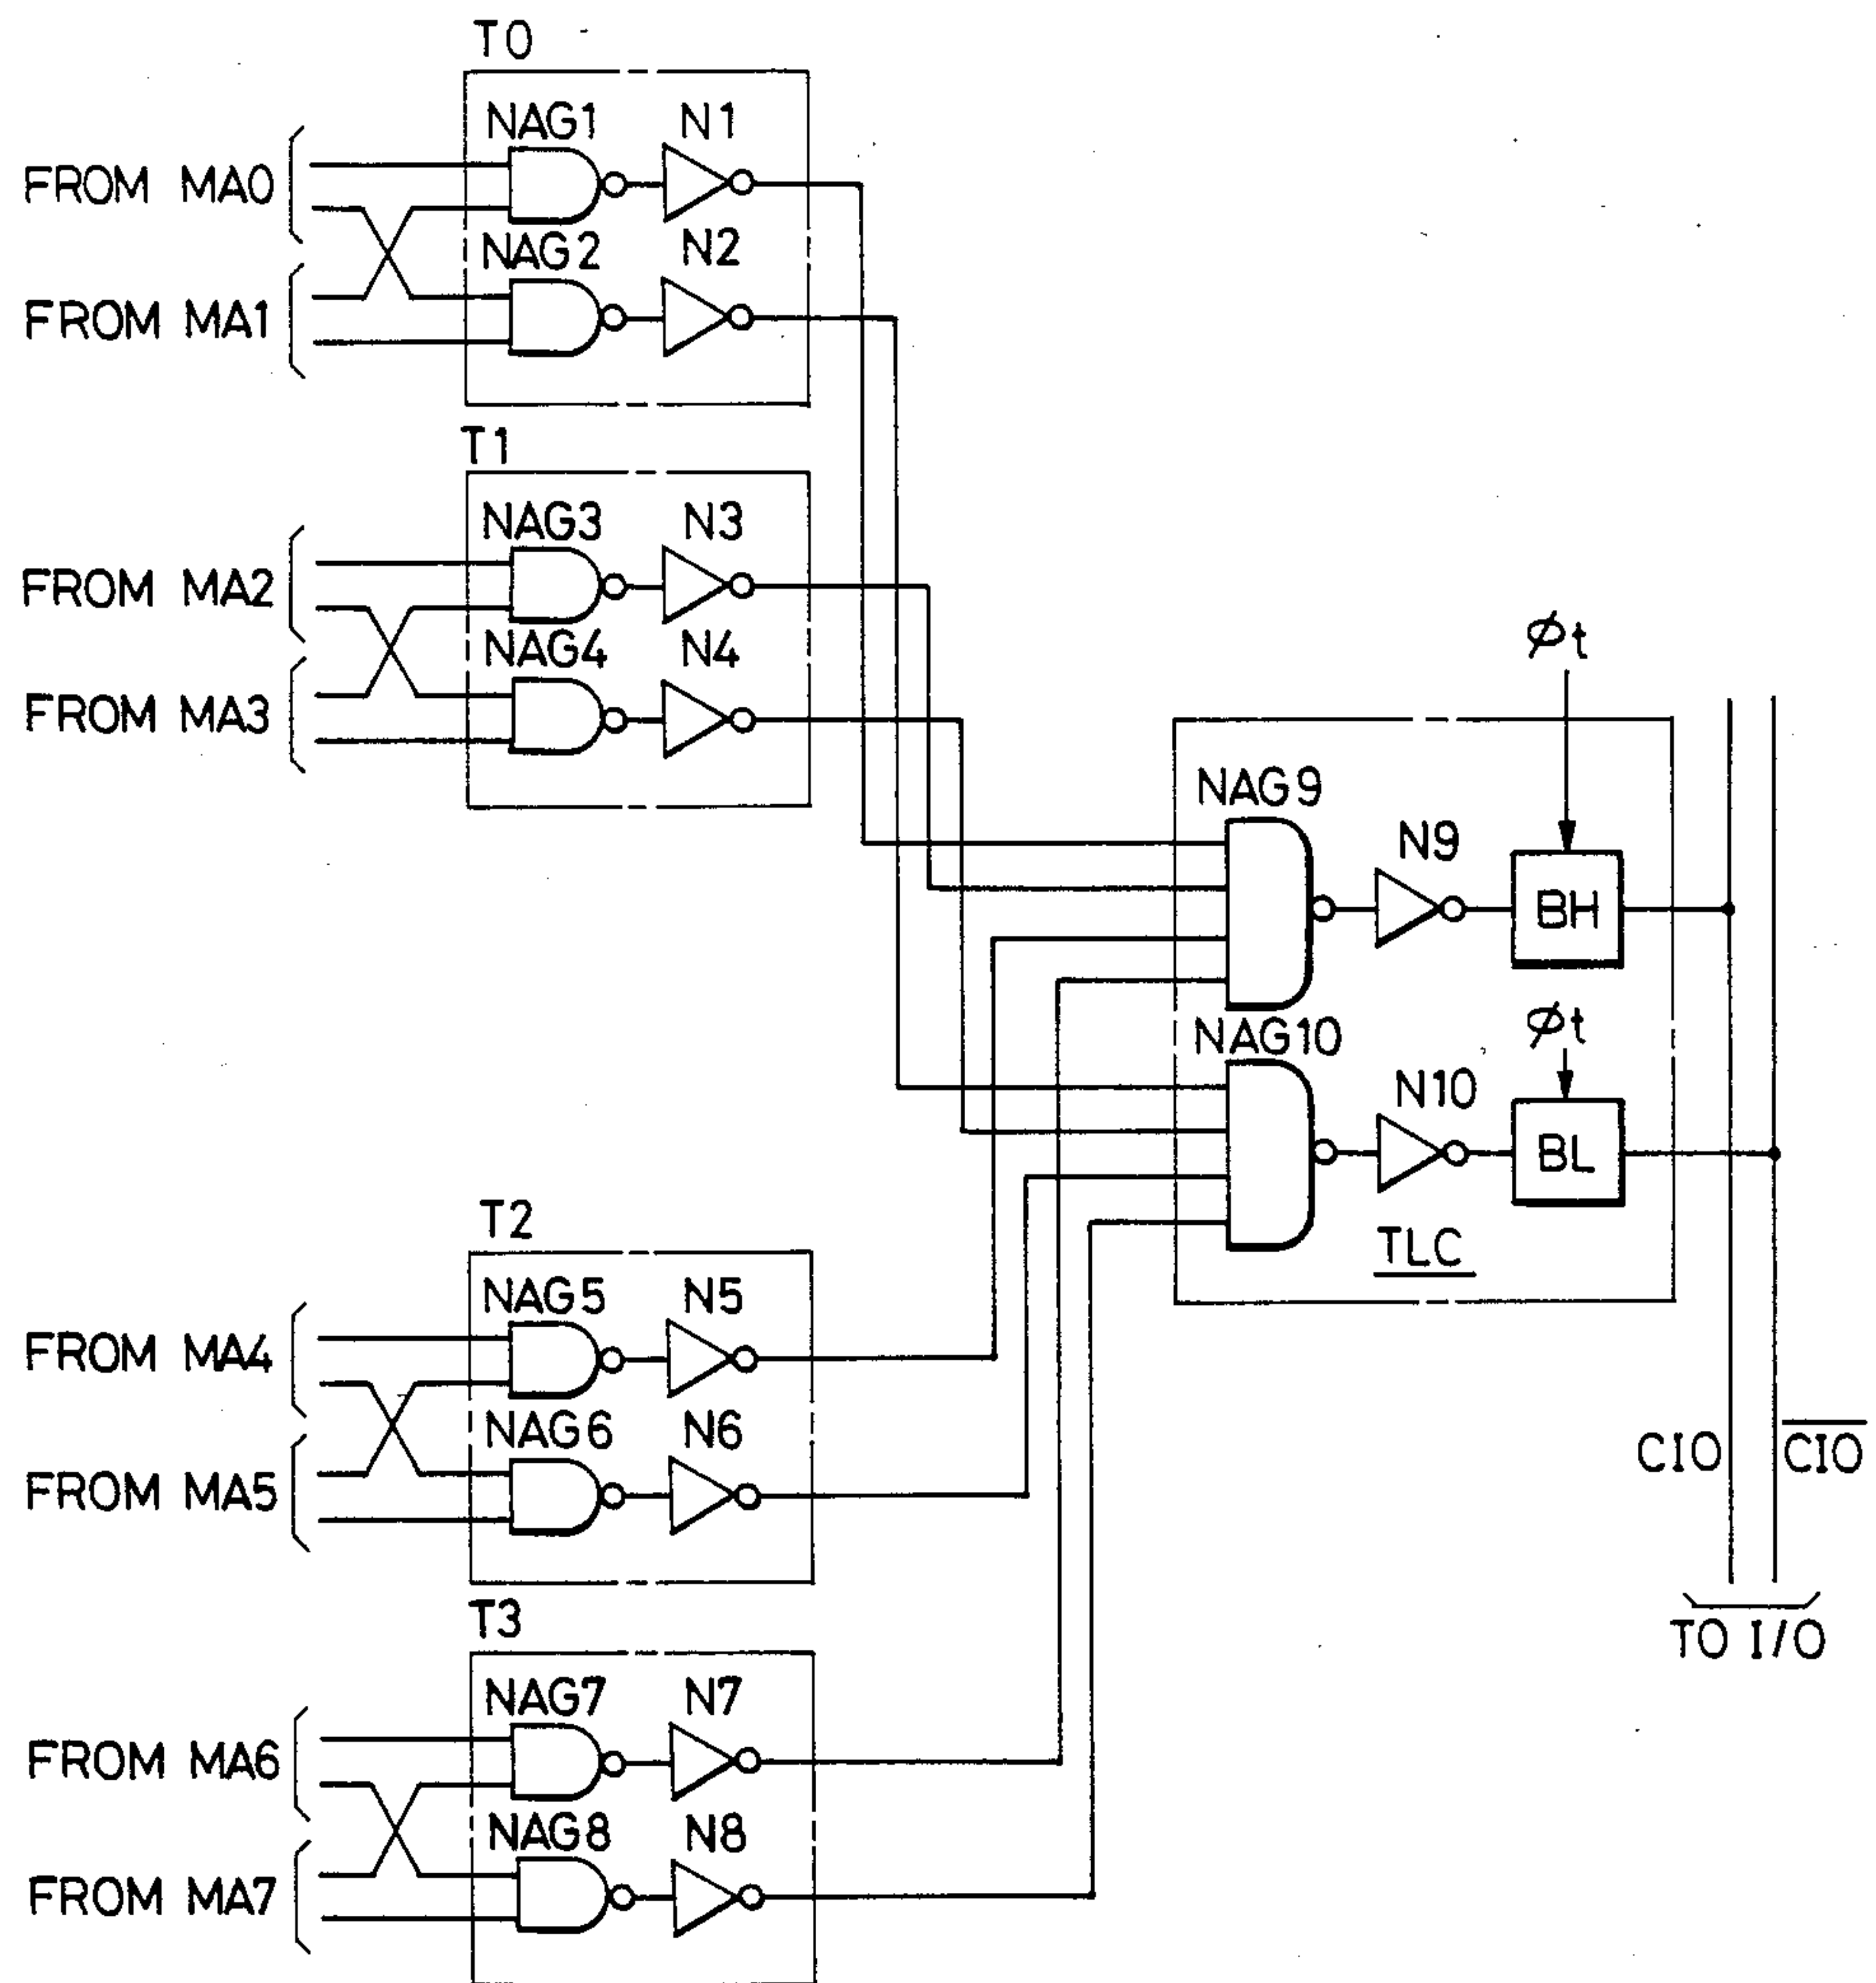 T0
NAG1 N1
FROM MA0
NAG2 N2
FROM MA1
T1
NAG3 N3
FROM MA2
NAG4 N4
FROM MA3
φt
NAG9
N9
BH
φt
NAG10
N10
BL
TLC
T2
NAG5 N5
FROM MA4
NAG6 N6
FROM MA5
CIO C̅I̅O̅
TO I/O
T3
NAG7 N7
FROM MA6
NAG8 N8
FROM MA7